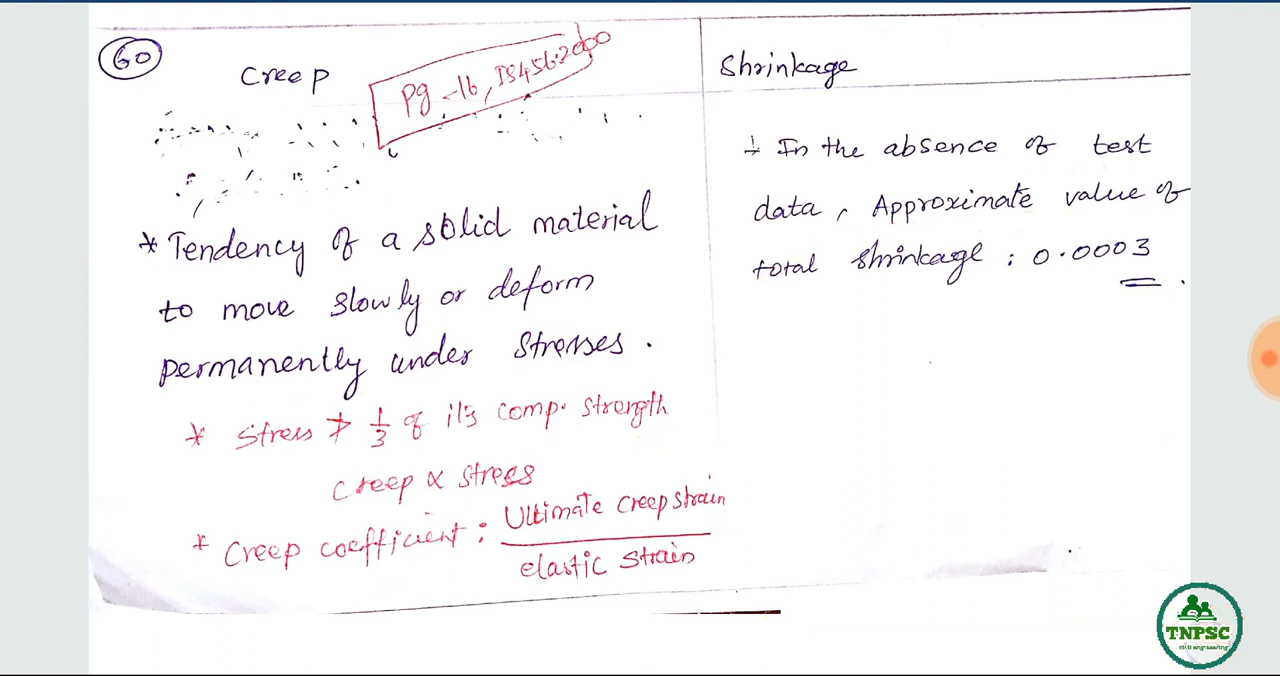 60
Creep
Pg -16, IS456:2000
* Tendency of a solid material
to move slowly or deform
permanently under stresses.
* Stress ≯ 1/3 of it's comp. strength
Creep ∝ stress
* Creep coefficient : Ultimate creep strain
elastic strain
Shrinkage
+ In the absence of test
data, Approximate value of
total shrinkage : 0.0003
TNPSC
civil engineering